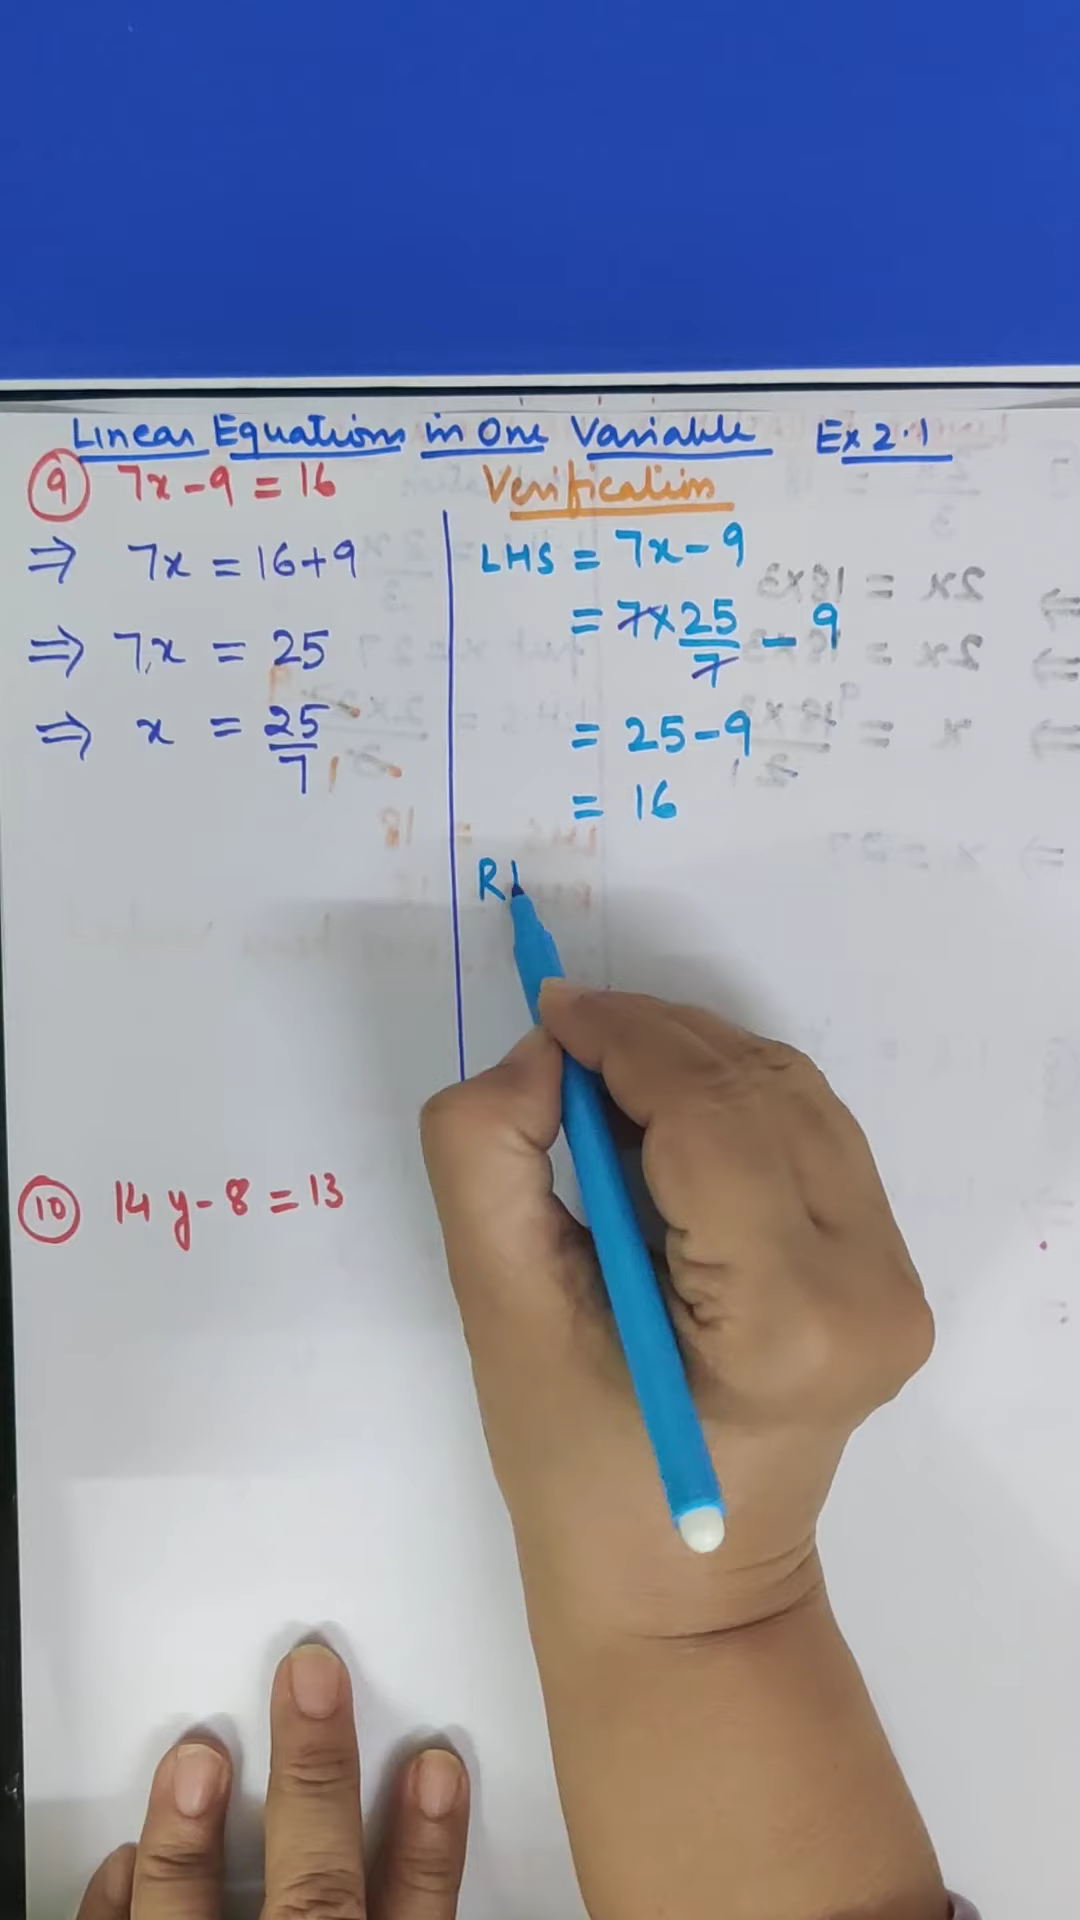 Linear Equations in One Variable Ex 2.1
9 7x - 9 = 16
⇒ 7x = 16 + 9
⇒ 7x = 25
⇒ x = 25/7
Verification
LHS = 7x - 9
= 7 x 25/7 - 9
= 25 - 9
= 16
R
10 14y - 8 = 13